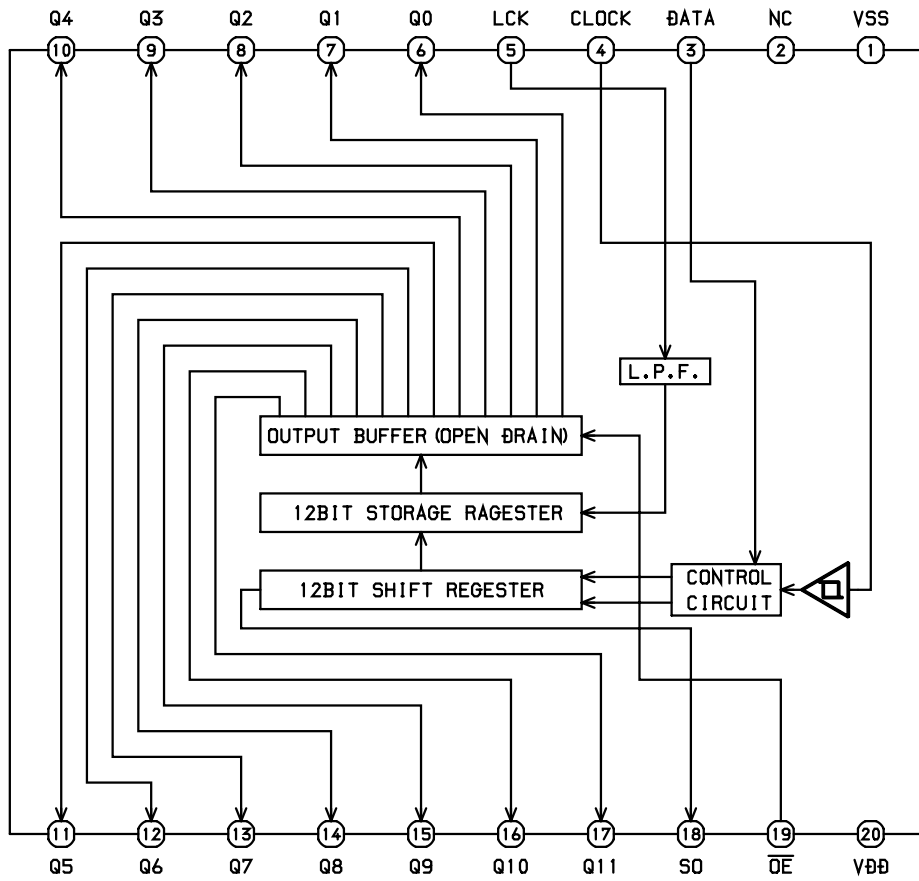 Q4 Q3 Q2 Q1 Q0 LCK CLOCK DATA NC VSS
10 9 8 7 6 5 4 3 2 1
L.P.F.
OUTPUT BUFFER (OPEN DRAIN)
12BIT STORAGE RAGESTER
12BIT SHIFT REGESTER
CONTROL
CIRCUIT
11 12 13 14 15 16 17 18 19 20
Q5 Q6 Q7 Q8 Q9 Q10 Q11 SO O̅E̅ VDD